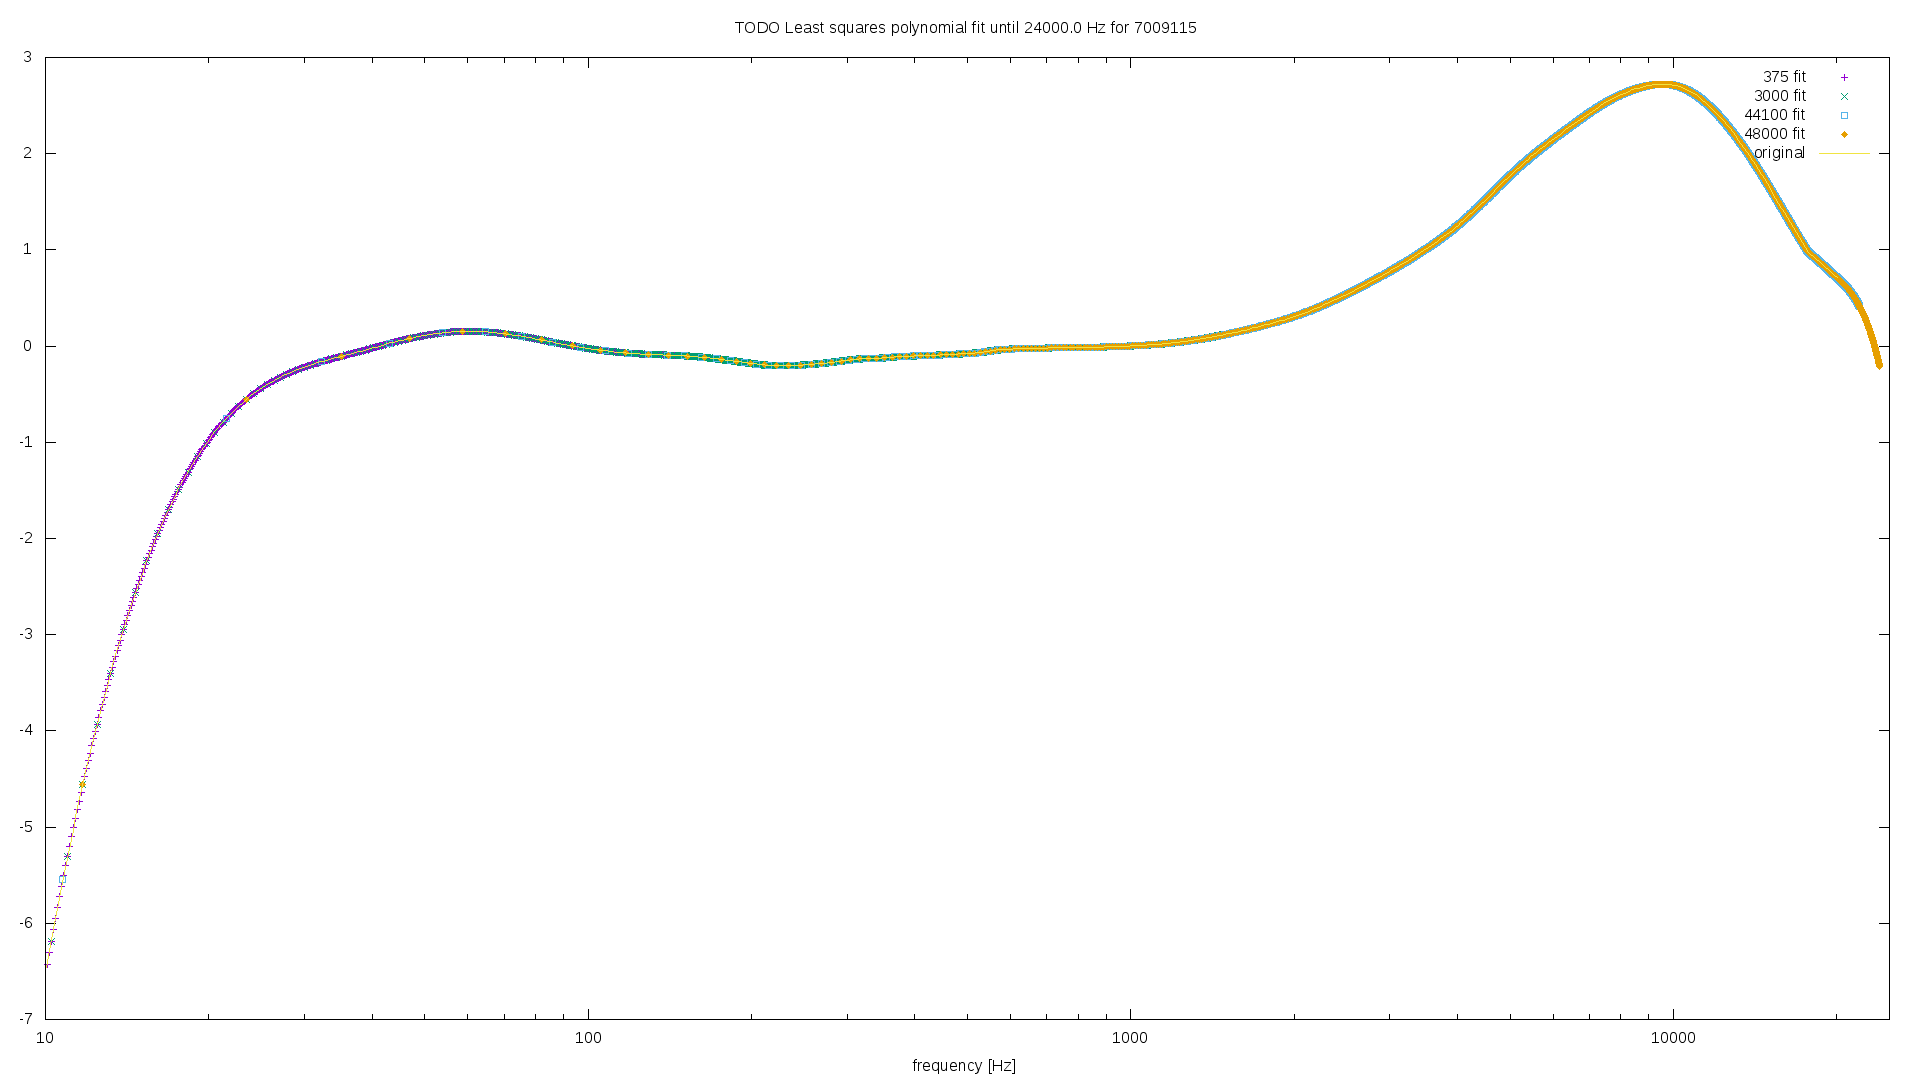 TODO Least squares polynomial fit until 24000.0 Hz for 7009115
3
375 fit
3000 fit
44100 fit
48000 fit
original
2
1
0
-1
-2
-3
-4
-5
-6
-7
10
100
1000
10000
frequency [Hz]